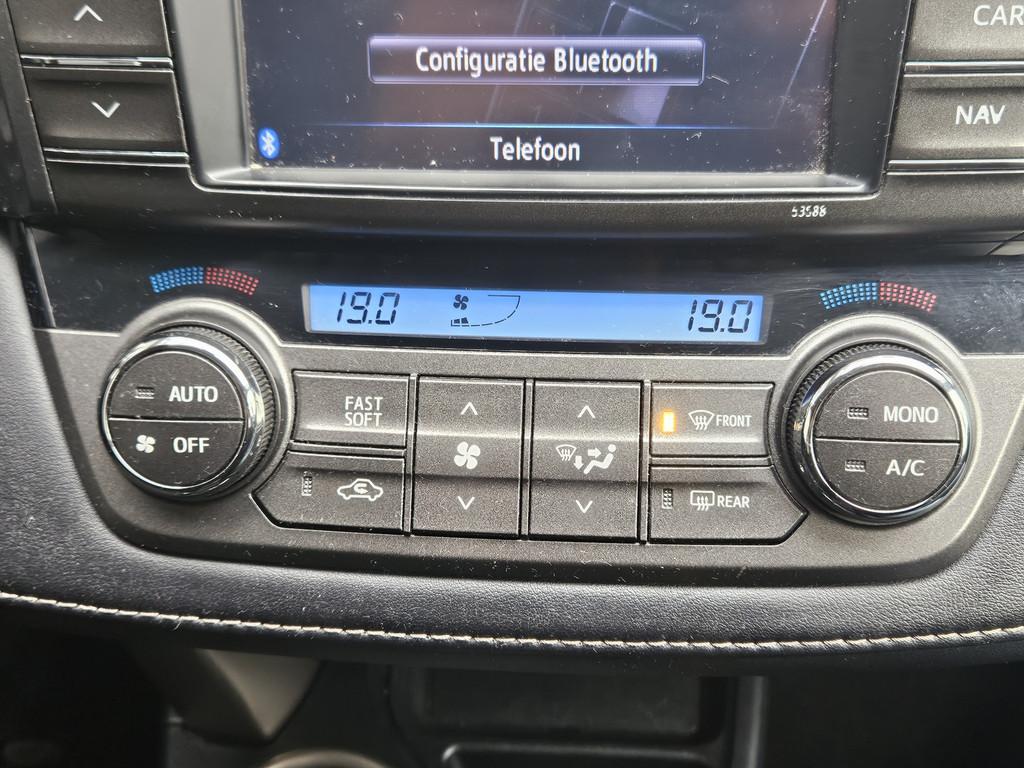 Configuratie Bluetooth
Telefoon
CAR
NAV
53588
19.0
19.0
AUTO
OFF
FAST
SOFT
FRONT
REAR
MONO
A/C